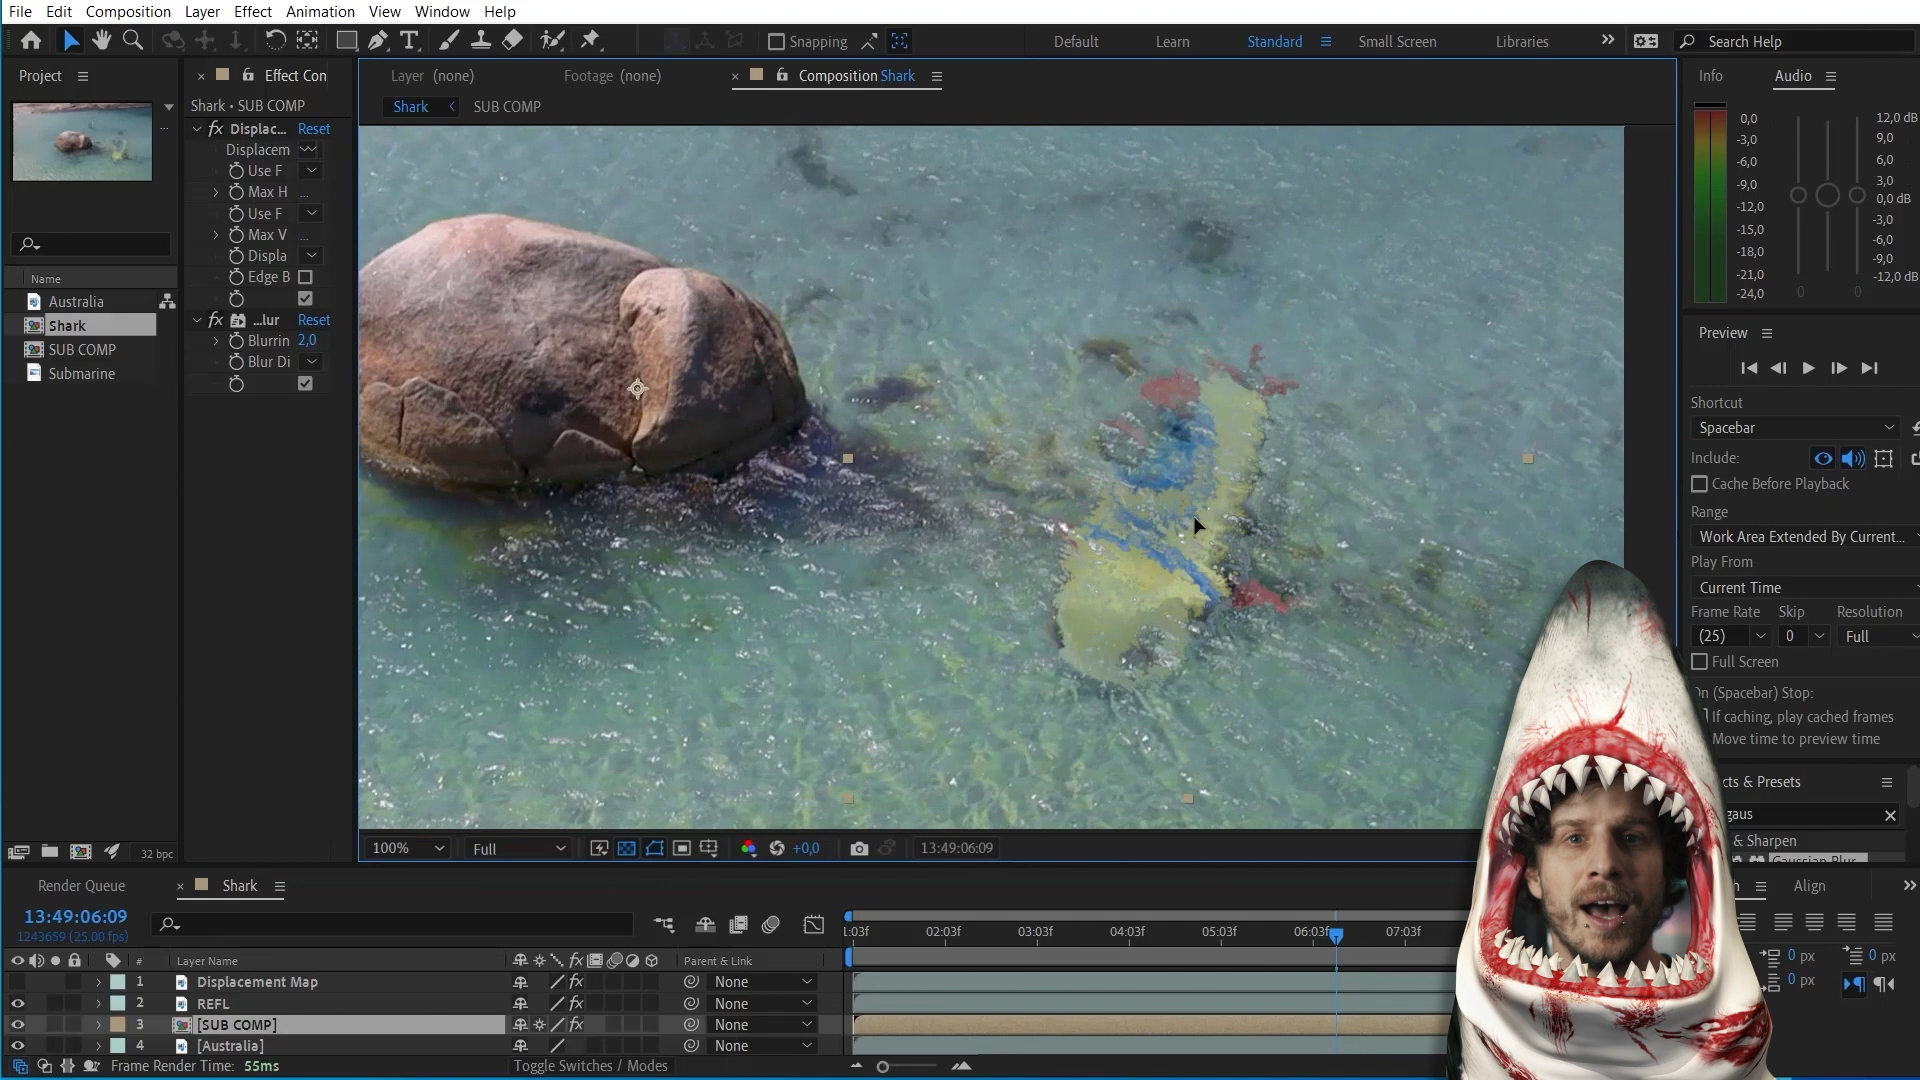 File Edit Composition Layer Effect Animation View Window Help
Snapping
Default Learn Standard Small Screen Libraries
Search Help
Project
Effect Con
Layer (none)
Footage (none)
Composition Shark
Info Audio
Shark • SUB COMP
Shark SUB COMP
Displac... Reset
Displacem
Use F
Max H ...
Use F
Max V ...
Displa
Edge B
...lur Reset
Blurrin 2,0
Blur Di
Name
Australia
Shark
SUB COMP
Submarine
0,0
-3,0
-6,0
-9,0
-12,0
-15,0
-18,0
-21,0
-24,0
12,0 dB
9,0
6,0
3,0
0,0 dB
-3,0
-6,0
-9,0
-12,0 dB
0 0
Preview
Shortcut
Spacebar
Include:
Cache Before Playback
Range
Work Area Extended By Current...
Play From
Current Time
Frame Rate Skip Resolution
(25) 0 Full
Full Screen
On (Spacebar) Stop:
If caching, play cached frames
Move time to preview time
cts & Presets
gaus
& Sharpen
Gaussian Blur
Align
0 px 0 px
0 px
32 bpc
100% Full +0,0 13:49:06:09
Render Queue Shark
13:49:06:09
1243659 (25.00 fps)
1:03f 02:03f 03:03f 04:03f 05:03f 06:03f 07:03f
# Layer Name Parent & Link
1 Displacement Map None
2 REFL None
3 [SUB COMP] None
4 [Australia] None
Frame Render Time: 55ms
Toggle Switches / Modes